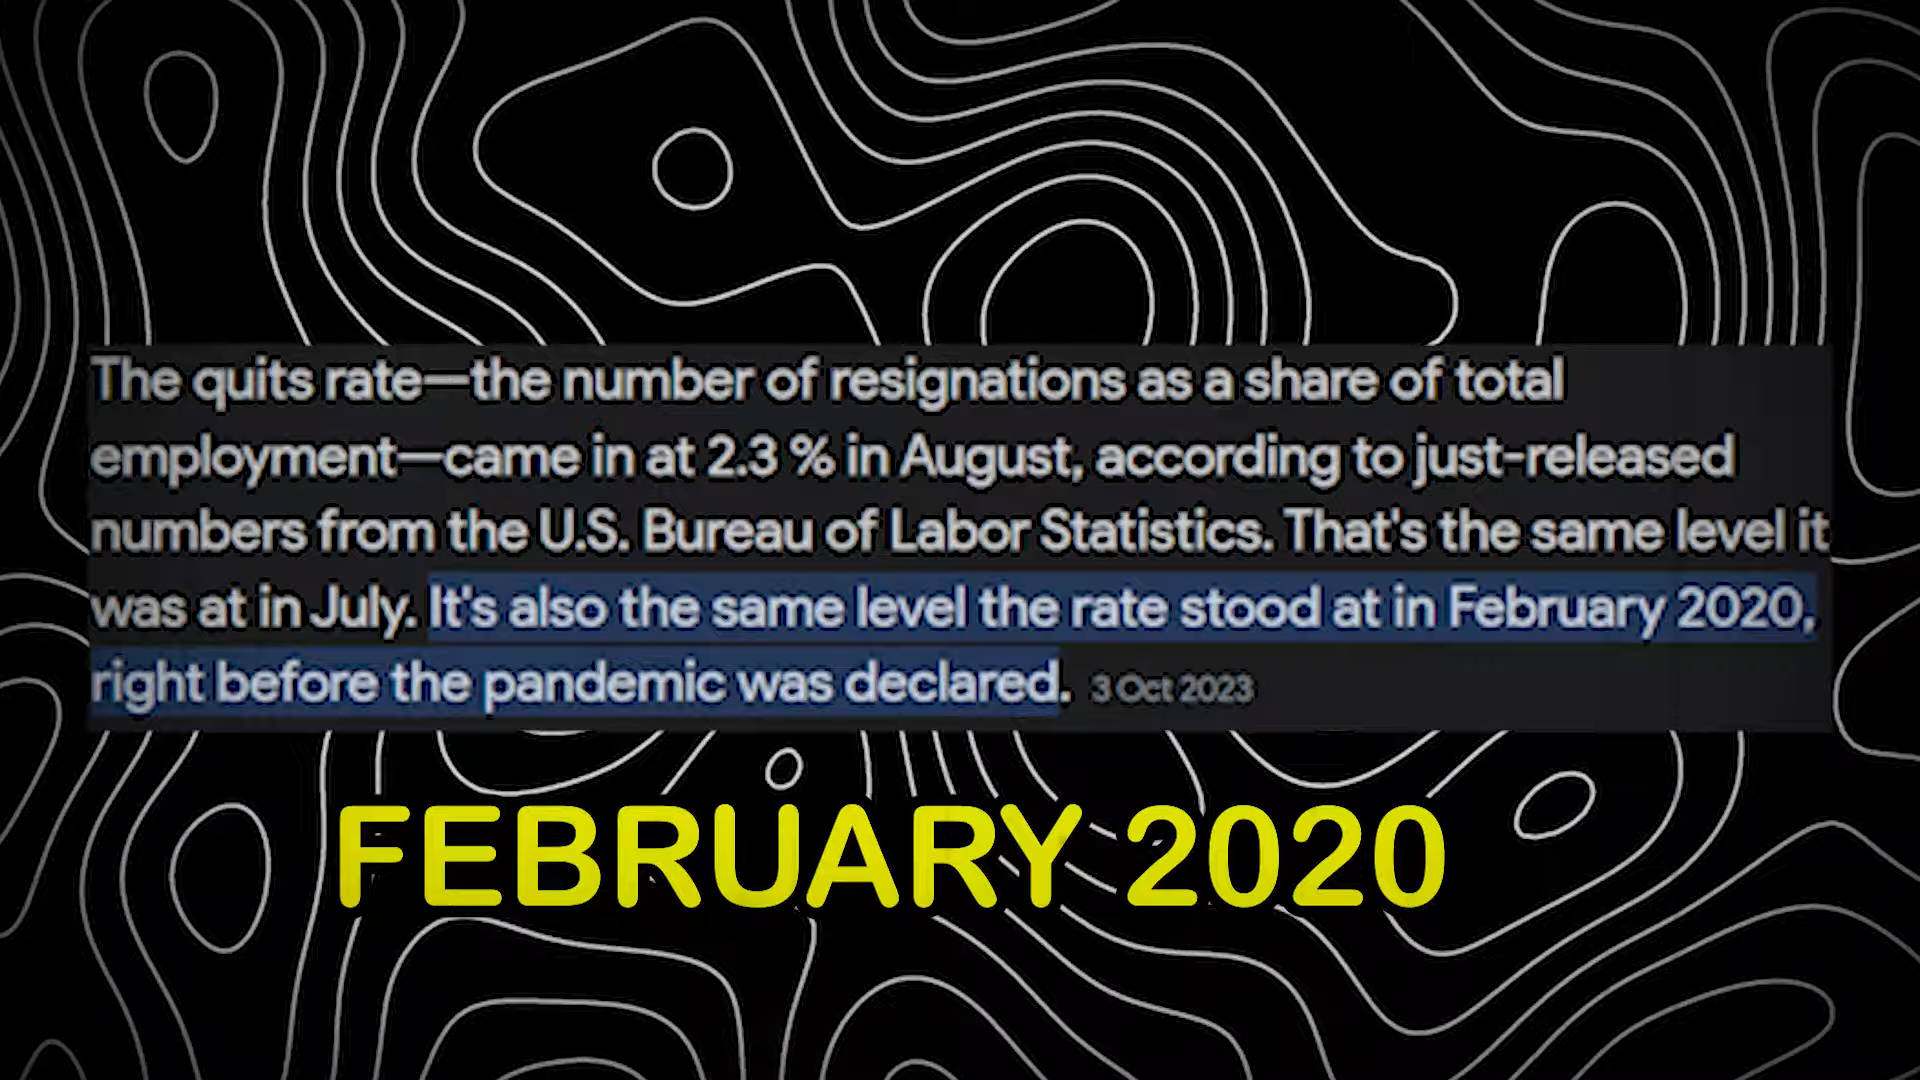 The quits rate—the number of resignations as a share of total
employment—came in at 2.3 % in August, according to just-released
numbers from the U.S. Bureau of Labor Statistics. That's the same level it
was at in July. It's also the same level the rate stood at in February 2020,
right before the pandemic was declared. 3 Oct 2023
FEBRUARY 2020